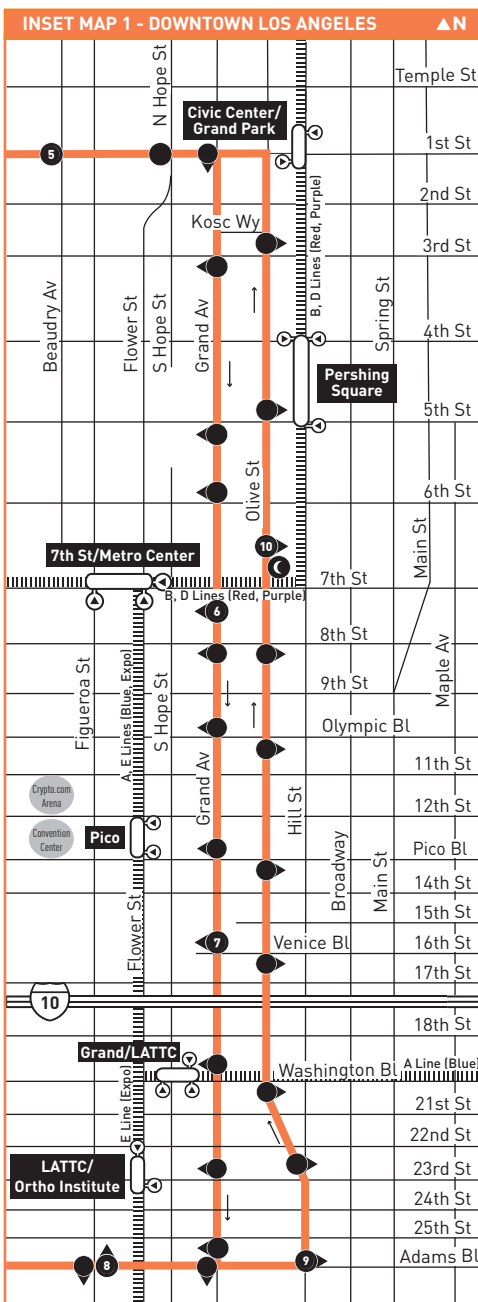 INSET MAP 1 - DOWNTOWN LOS ANGELES
N
N Hope St
Temple St
Civic Center/
Grand Park
1st St
5
2nd St
Kosc Wy
3rd St
B, D Lines (Red, Purple)
Beaudry Av
Flower St
S Hope St
Grand Av
Spring St
4th St
Pershing
Square
5th St
Olive St
6th St
10
Main St
7th St/Metro Center
7th St
B, D Lines (Red, Purple)
6
8th St
Figueroa St
A, E Lines (Blue, Expo)
S Hope St
9th St
Maple Av
Olympic Bl
11th St
Crypto.com
Arena
Grand Av
Hill St
12th St
Convention
Center
Pico
Broadway
Main St
Pico Bl
14th St
15th St
Flower St
7
Venice Bl
16th St
17th St
10
18th St
Grand/LATTC
Washington Bl
A Line (Blue)
E Line (Expo)
21st St
22nd St
LATTC/
Ortho Institute
23rd St
24th St
25th St
8
9
Adams Bl